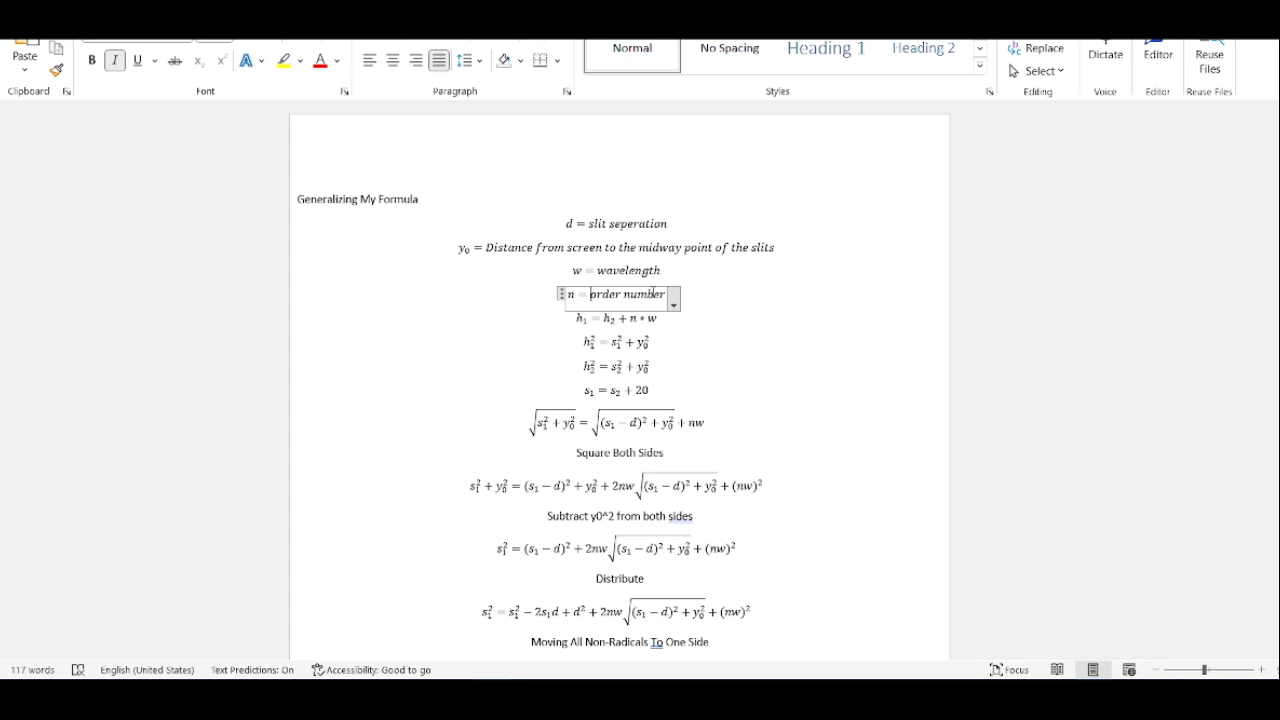 Paste
B I U ab x₂ x² A A
Normal No Spacing Heading 1 Heading 2
Replace
Select
Dictate Editor Reuse Files
Clipboard Font Paragraph Styles Editing Voice Editor Reuse Files
Generalizing My Formula
d = slit seperation
y₀ = Distance from screen to the midway point of the slits
w = wavelength
n = order number
h₁ = h₂ + n * w
h₁² = s₁² + y₀²
h₂² = s₂² + y₀²
s₁ = s₂ + 20
√(s₁² + y₀²) = √((s₁ − d)² + y₀²) + nw
Square Both Sides
s₁² + y₀² = (s₁ − d)² + y₀² + 2nw√((s₁ − d)² + y₀²) + (nw)²
Subtract y0^2 from both sides
s₁² = (s₁ − d)² + 2nw√((s₁ − d)² + y₀²) + (nw)²
Distribute
s₁² = s₁² − 2s₁d + d² + 2nw√((s₁ − d)² + y₀²) + (nw)²
Moving All Non-Radicals To One Side
117 words English (United States) Text Predictions: On Accessibility: Good to go Focus